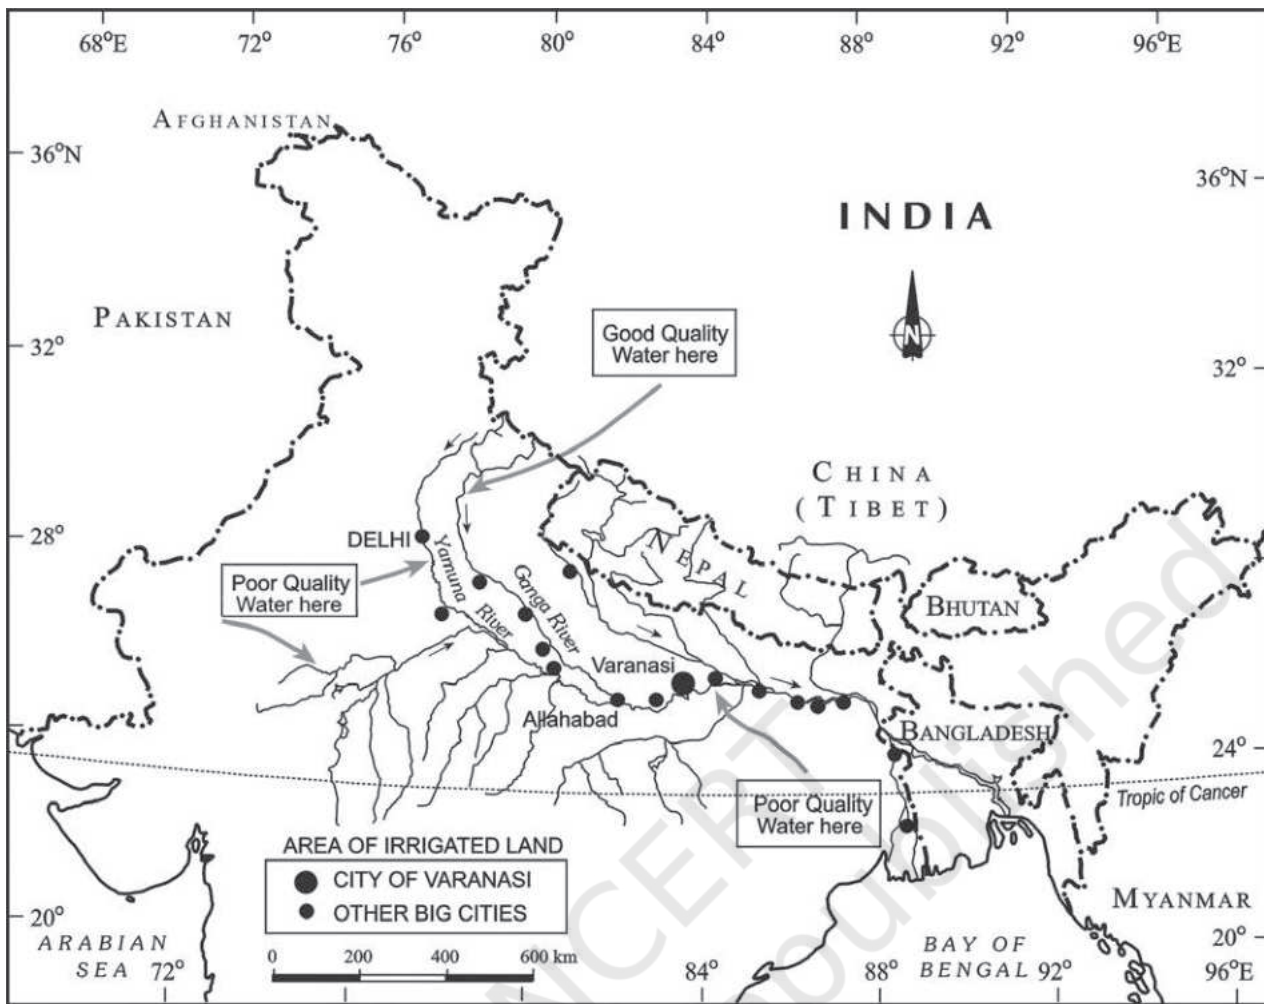 68°E 72° 76° 80° 84° 88° 92° 96°E
AFGHANISTAN
36°N
36°N
INDIA
N
PAKISTAN
Good Quality
Water here
32°
32°
CHINA
(TIBET)
28°
DELHI
28°
NEPAL
Poor Quality
Water here
Yamuna River
Ganga River
BHUTAN
Varanasi
Allahabad
BANGLADESH
24°
Tropic of Cancer
Poor Quality
Water here
AREA OF IRRIGATED LAND
CITY OF VARANASI
OTHER BIG CITIES
MYANMAR
20°
20°
ARABIAN
SEA
BAY OF
BENGAL
0 200 400 600 km
72° 84° 88° 92° 96°E
NCERT
published